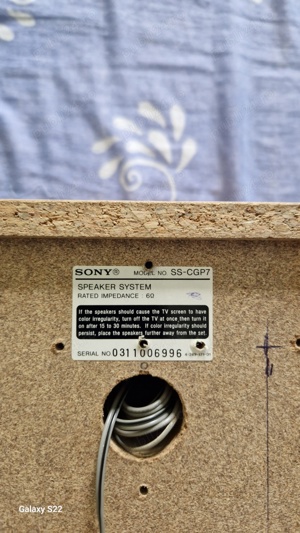 SONY® MODEL NO. SS-CGP7
SPEAKER SYSTEM
RATED IMPEDANCE : 6Ω
If the speakers should cause the TV screen to have
color irregularity, turn off the TV at once, then turn it
on after 15 to 30 minutes. If color irregularity should
persist, place the speakers further away from the set.
SERIAL NO 0311006996
Galaxy S22